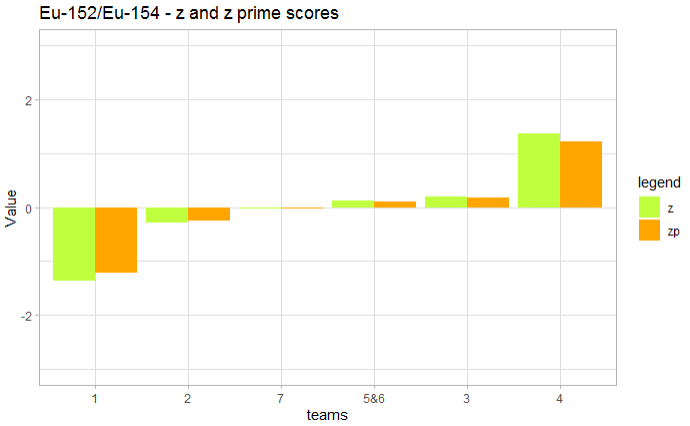 Eu-152/Eu-154 - z and z prime scores
Value
2
0
-2
1 2 7 5&6 3 4
teams
legend
z
zp